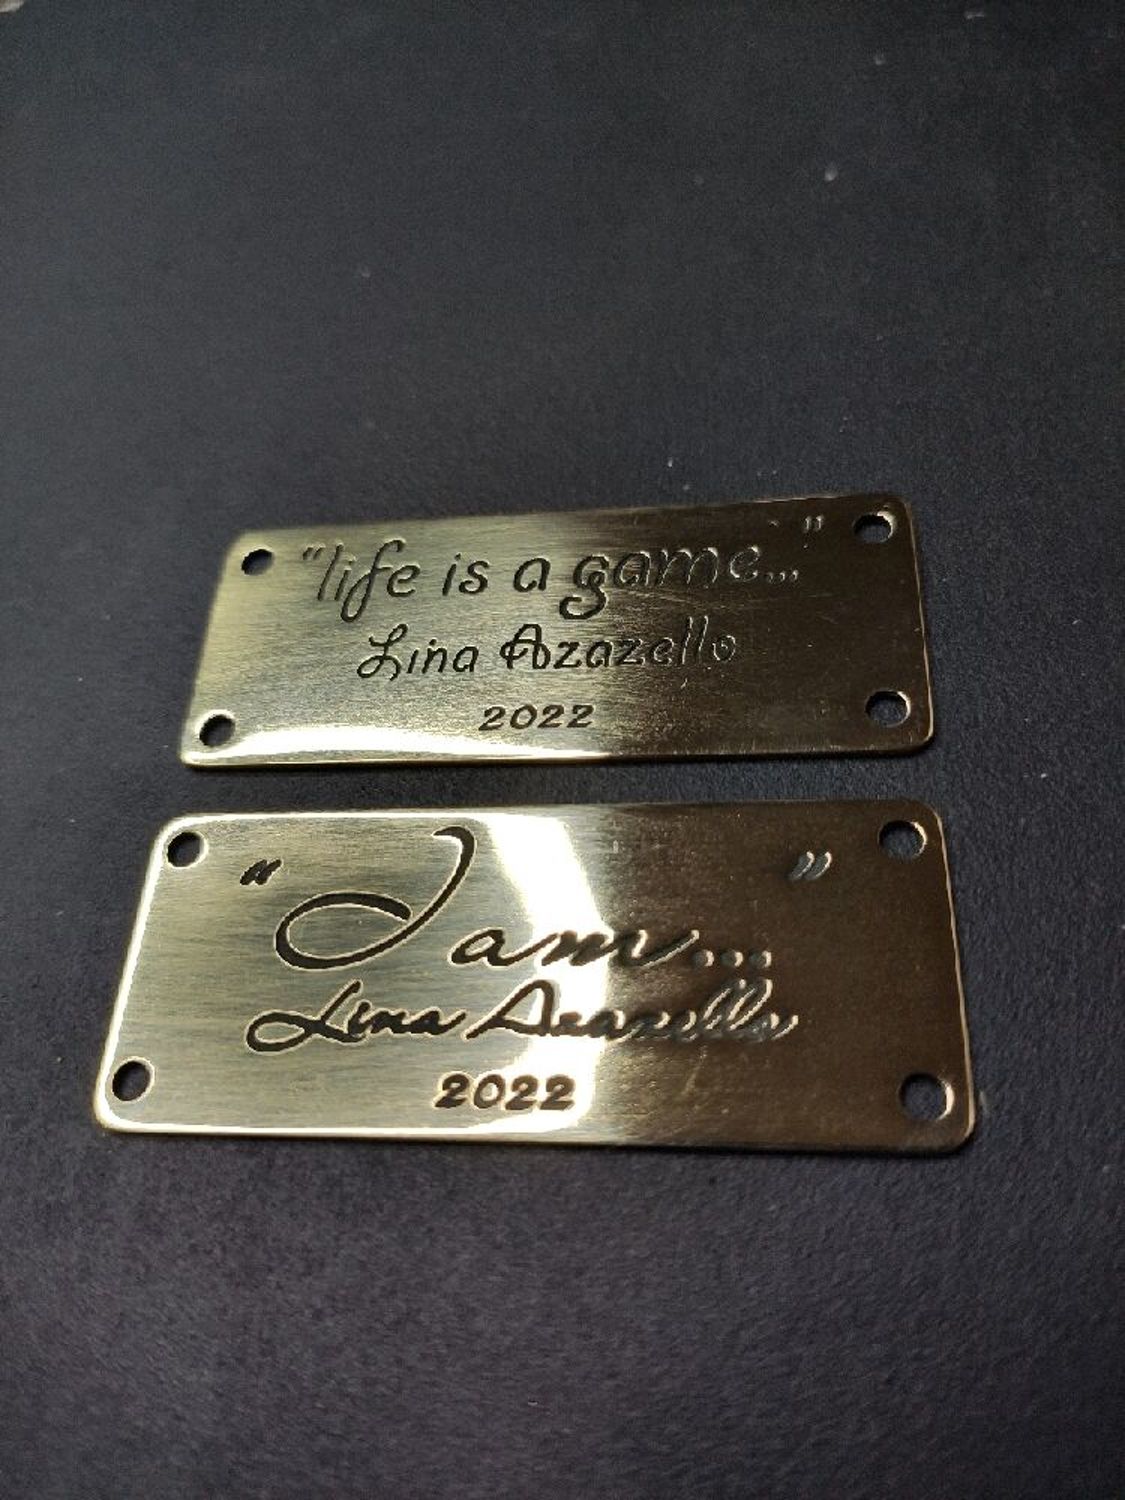 "life is a game..."
Lina Azazello
2022
"I am..."
Lina Azazello
2022